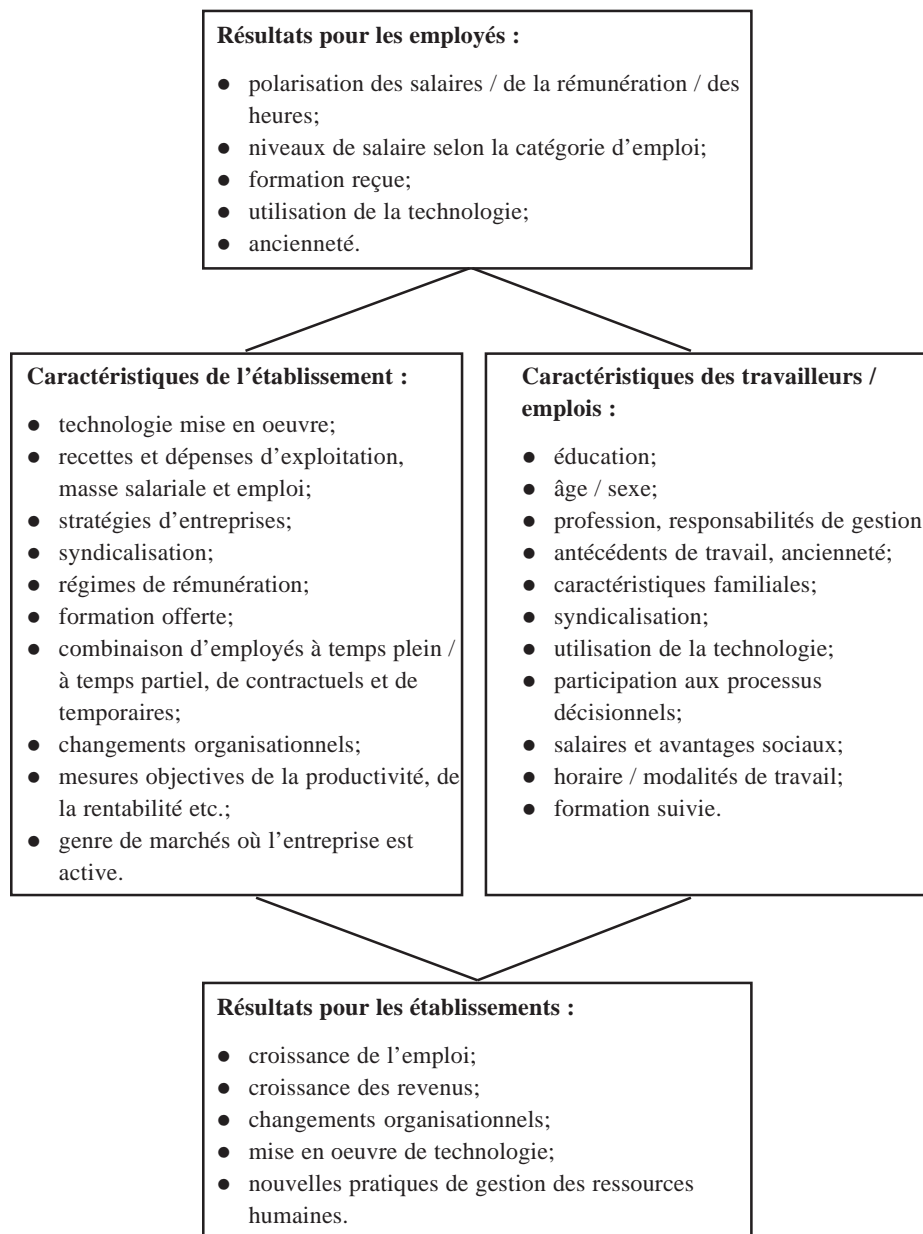 Résultats pour les employés :
● polarisation des salaires / de la rémunération / des
heures;
● niveaux de salaire selon la catégorie d’emploi;
● formation reçue;
● utilisation de la technologie;
● ancienneté.
Caractéristiques de l’établissement :
● technologie mise en oeuvre;
● recettes et dépenses d’exploitation,
masse salariale et emploi;
● stratégies d’entreprises;
● syndicalisation;
● régimes de rémunération;
● formation offerte;
● combinaison d’employés à temps plein /
à temps partiel, de contractuels et de
temporaires;
● changements organisationnels;
● mesures objectives de la productivité, de
la rentabilité etc.;
● genre de marchés où l’entreprise est
active.
Caractéristiques des travailleurs /
emplois :
● éducation;
● âge / sexe;
● profession, responsabilités de gestion
● antécédents de travail, ancienneté;
● caractéristiques familiales;
● syndicalisation;
● utilisation de la technologie;
● participation aux processus
décisionnels;
● salaires et avantages sociaux;
● horaire / modalités de travail;
● formation suivie.
Résultats pour les établissements :
● croissance de l’emploi;
● croissance des revenus;
● changements organisationnels;
● mise en oeuvre de technologie;
● nouvelles pratiques de gestion des ressources
humaines.